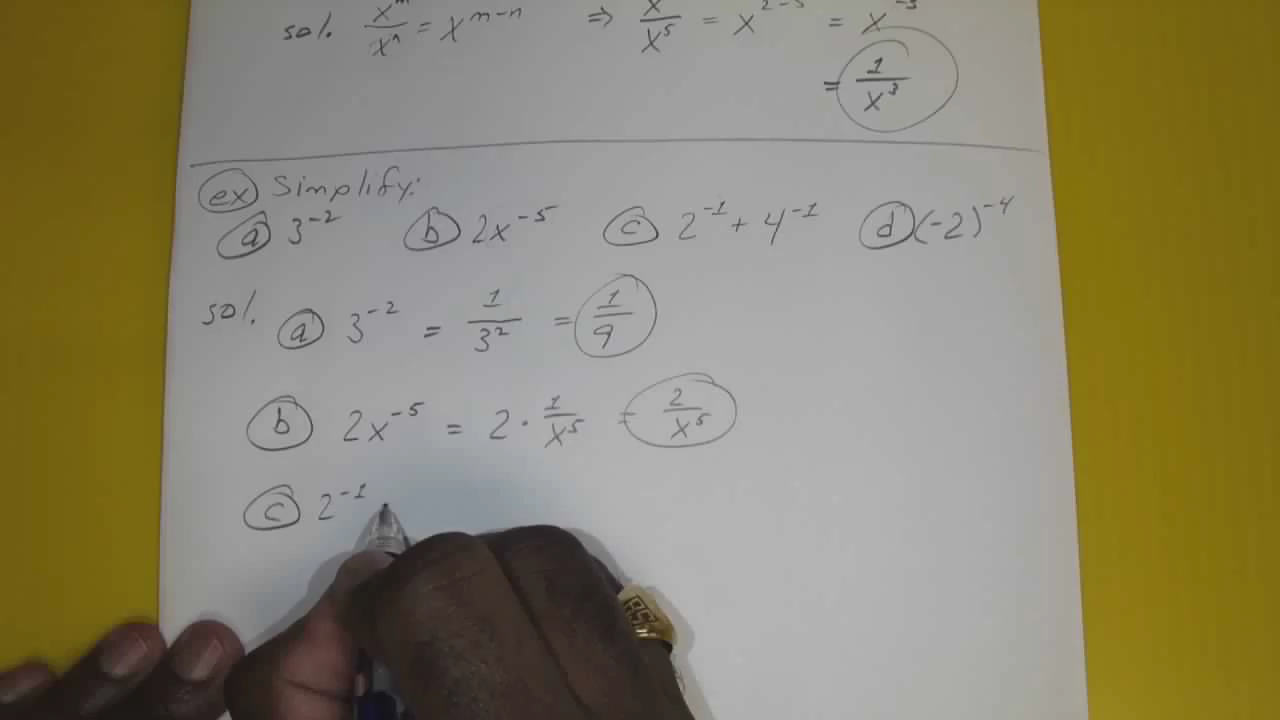 sol. x^m/x^n = x^{m-n} ⇒ x/x^5 = x^{2-5} = x^{-3}
= 1/x^3
ex Simplify:
a 3^{-2} b 2x^{-5} c 2^{-1} + 4^{-1} d (-2)^{-4}
sol. a 3^{-2} = 1/3^2 = 1/9
b 2x^{-5} = 2 · 1/x^5 = 2/x^5
c 2^{-1}